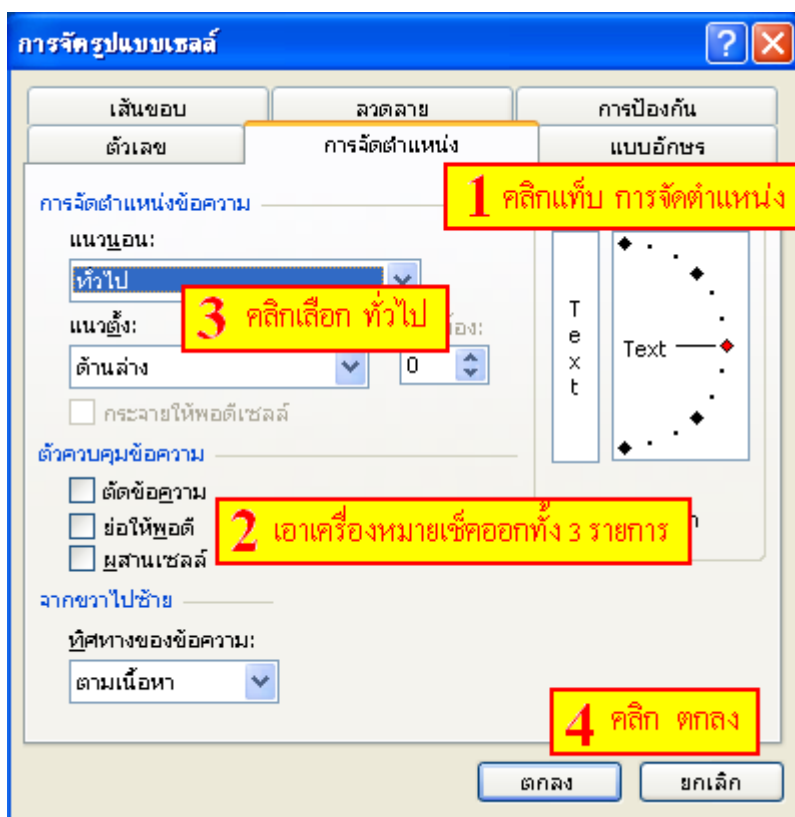 การจัดรูปแบบเซลล์
เส้นขอบ ลวดลาย การป้องกัน
ตัวเลข การจัดตำแหน่ง แบบอักษร
1 คลิกแท็บ การจัดตำแหน่ง
การจัดตำแหน่งข้อความ
แนวนอน:
ทั่วไป
3 คลิกเลือก ทั่วไป
แนวตั้ง:
ด้านล่าง 0
กระจายให้พอดีเซลล์
Text
Text
ตัวควบคุมข้อความ
ตัดข้อความ
ย่อให้พอดี
ผสานเซลล์
2 เอาเครื่องหมายเช็คออกทั้ง 3 รายการ
จากขวาไปซ้าย
ทิศทางของข้อความ:
ตามเนื้อหา
4 คลิก ตกลง
ตกลง ยกเลิก